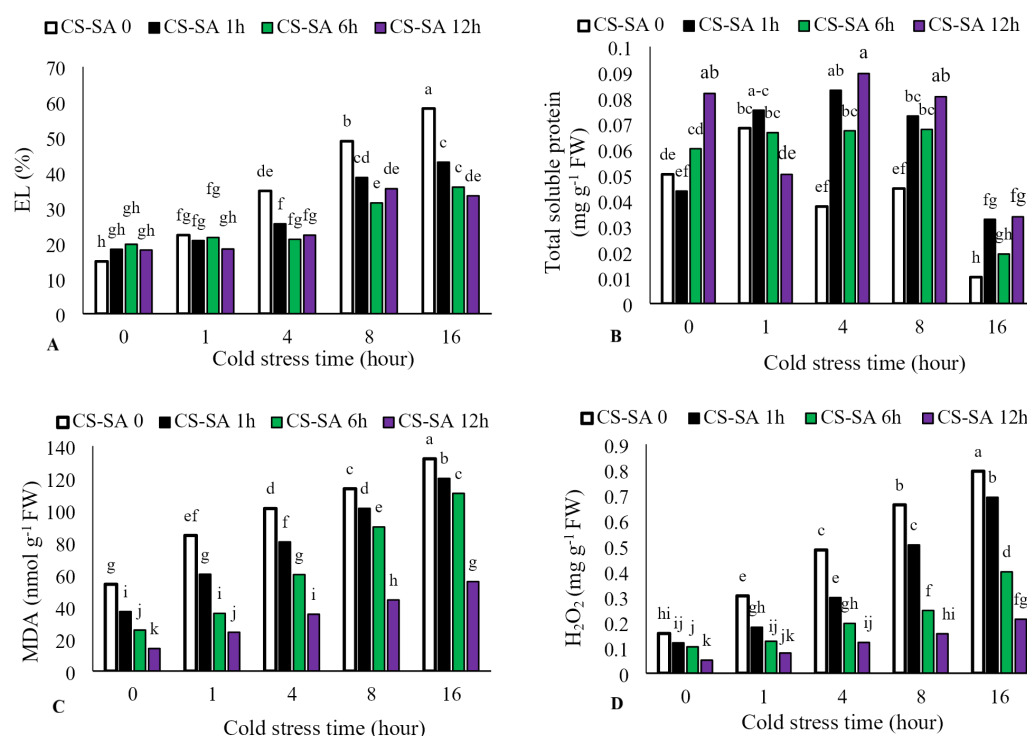 CS-SA 0 CS-SA 1h CS-SA 6h CS-SA 12h
70
60
50
40
30
20
10
0
EL (%)
h gh gh gh
fg fg fg gh
de f fg fg
b cd e de
a c c de
0 1 4 8 16
Cold stress time (hour)
A
CS-SA 0 CS-SA 1h CS-SA 6h CS-SA 12h
0.1
0.09
0.08
0.07
0.06
0.05
0.04
0.03
0.02
0.01
0
Total soluble protein
(mg g-1 FW)
de ef cd ab
bc a-c bc de
ef ab bc a
ef bc bc ab
h fg gh fg
0 1 4 8 16
Cold stress time (hour)
B
CS-SA 0 CS-SA 1h CS-SA 6h CS-SA 12h
140
120
100
80
60
40
20
0
MDA (nmol g-1 FW)
g i j k
ef g i j
d f g i
c d e h
a b c g
0 1 4 8 16
Cold stress time (hour)
C
CS-SA 0 CS-SA 1h CS-SA 6h CS-SA 12h
0.9
0.8
0.7
0.6
0.5
0.4
0.3
0.2
0.1
0
H2O2 (mg g-1 FW)
hi ij j k
e gh ij jk
c e gh ij
b c f hi
a b d fg
0 1 4 8 16
Cold stress time (hour)
D